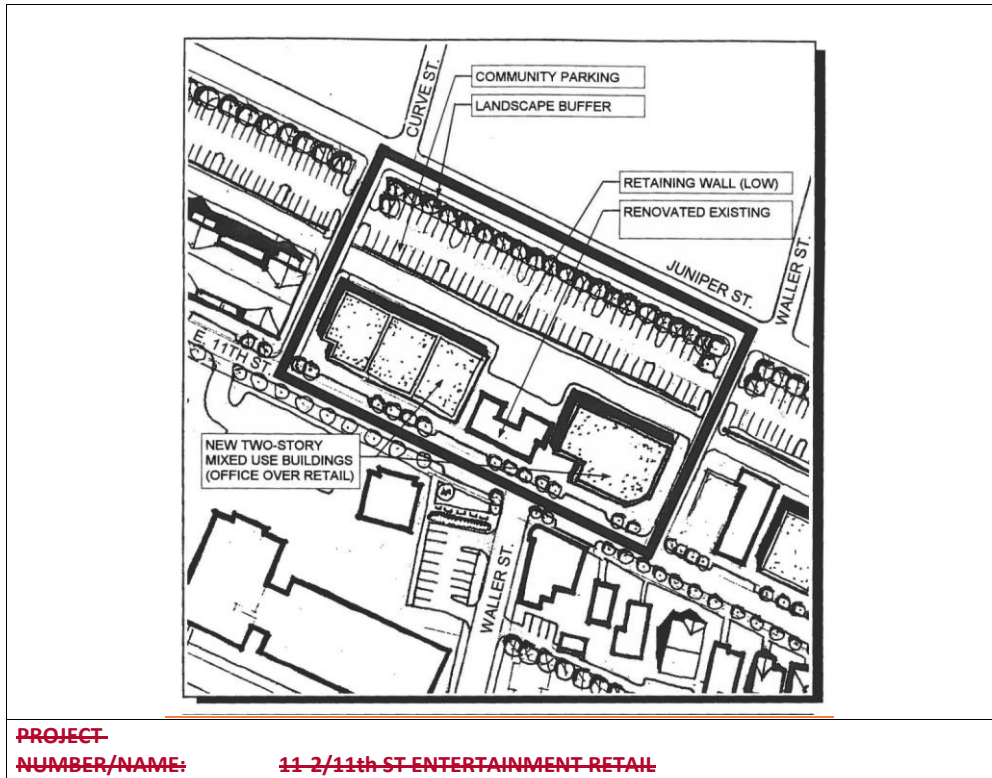 COMMUNITY PARKING
LANDSCAPE BUFFER
CURVE ST.
RETAINING WALL (LOW)
RENOVATED EXISTING
JUNIPER ST.
WALLER ST.
E. 11TH ST.
NEW TWO-STORY
MIXED USE BUILDINGS
(OFFICE OVER RETAIL)
WALLER ST.
PROJECT
NUMBER/NAME: 11-2/11th ST ENTERTAINMENT RETAIL